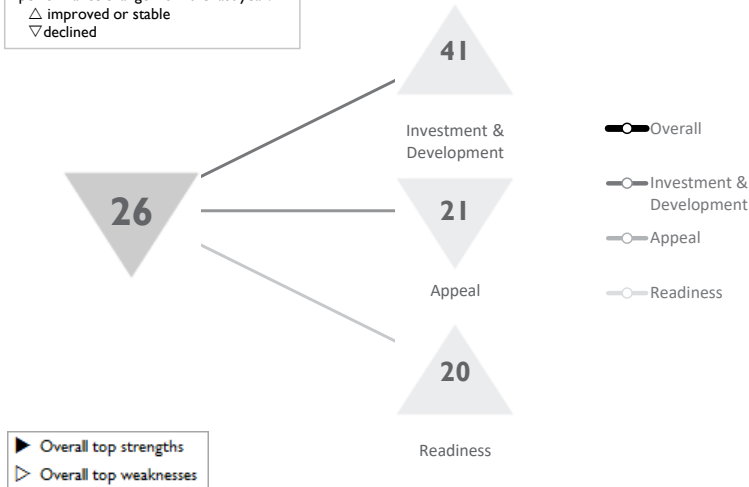 △ improved or stable
▽ declined
41
Investment &
Development
26
21
Appeal
20
Readiness
Overall
Investment &
Development
Appeal
Readiness
▶ Overall top strengths
▷ Overall top weaknesses